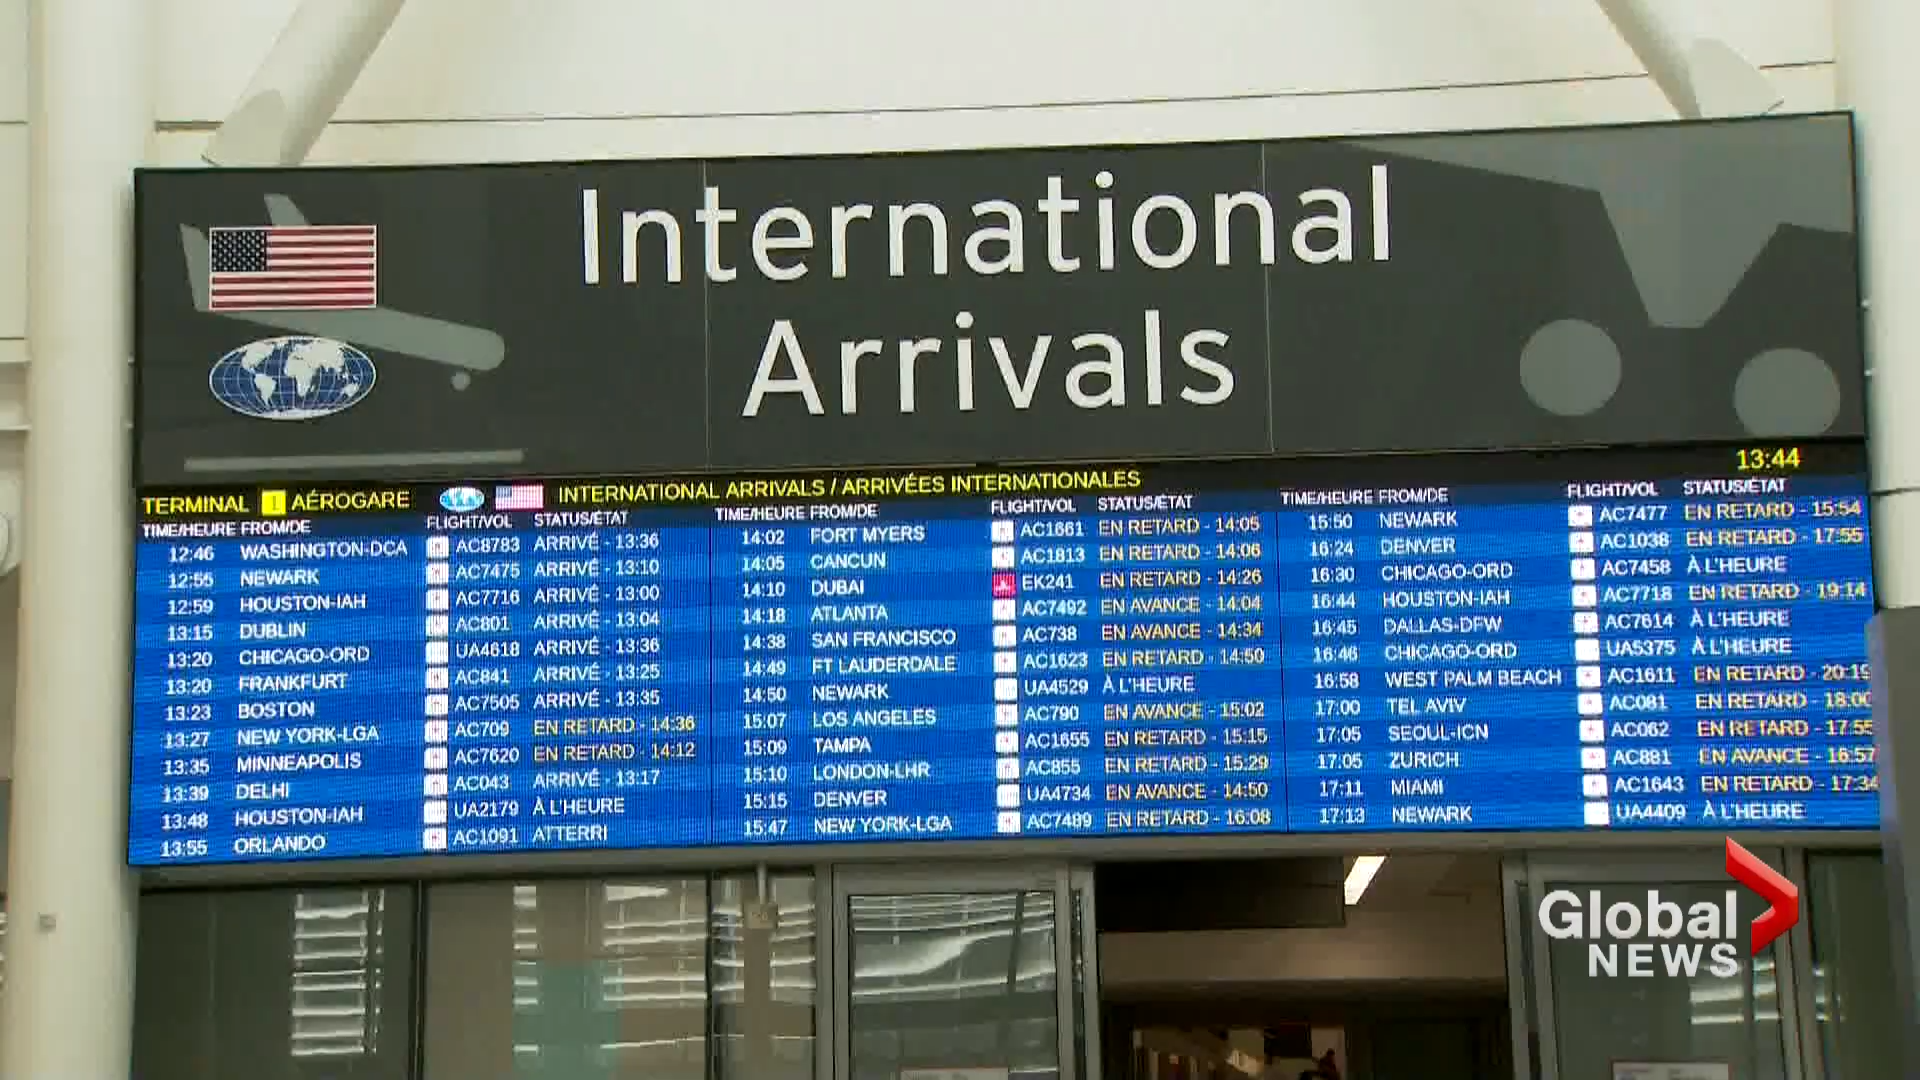 International
Arrivals
13:44
TERMINAL 1 AÉROGARE INTERNATIONAL ARRIVALS / ARRIVÉES INTERNATIONALES
TIME/HEURE FROM/DE FLIGHT/VOL STATUS/ÉTAT
12:46 WASHINGTON-DCA AC8783 ARRIVÉ - 13:36
12:55 NEWARK AC7475 ARRIVÉ - 13:10
12:59 HOUSTON-IAH AC7716 ARRIVÉ - 13:00
13:15 DUBLIN AC801 ARRIVÉ - 13:04
13:20 CHICAGO-ORD UA4618 ARRIVÉ - 13:36
13:20 FRANKFURT AC841 ARRIVÉ - 13:25
13:23 BOSTON AC7505 ARRIVÉ - 13:35
13:27 NEW YORK-LGA AC709 EN RETARD - 14:36
13:35 MINNEAPOLIS AC7620 EN RETARD - 14:12
13:39 DELHI AC043 ARRIVÉ - 13:17
13:48 HOUSTON-IAH UA2179 À L'HEURE
13:55 ORLANDO AC1091 ATTERRI
TIME/HEURE FROM/DE FLIGHT/VOL STATUS/ÉTAT
14:02 FORT MYERS AC1661 EN RETARD - 14:05
14:05 CANCUN AC1813 EN RETARD - 14:06
14:10 DUBAI EK241 EN RETARD - 14:26
14:18 ATLANTA AC7492 EN AVANCE - 14:04
14:38 SAN FRANCISCO AC738 EN AVANCE - 14:34
14:49 FT LAUDERDALE AC1623 EN RETARD - 14:50
14:50 NEWARK UA4529 À L'HEURE
15:07 LOS ANGELES AC790 EN AVANCE - 15:02
15:09 TAMPA AC1655 EN RETARD - 15:15
15:10 LONDON-LHR AC855 EN RETARD - 15:29
15:15 DENVER UA4734 EN AVANCE - 14:50
15:47 NEW YORK-LGA AC7489 EN RETARD - 16:08
TIME/HEURE FROM/DE FLIGHT/VOL STATUS/ÉTAT
15:50 NEWARK AC7477 EN RETARD - 15:54
16:24 DENVER AC1038 EN RETARD - 17:55
16:30 CHICAGO-ORD AC7458 À L'HEURE
16:44 HOUSTON-IAH AC7718 EN RETARD - 19:14
16:45 DALLAS-DFW AC7614 À L'HEURE
16:46 CHICAGO-ORD UA5375 À L'HEURE
16:58 WEST PALM BEACH AC1611 EN RETARD - 20:19
17:00 TEL AVIV AC081 EN RETARD - 18:00
17:05 SEOUL-ICN AC062 EN RETARD - 17:55
17:05 ZURICH AC881 EN AVANCE - 16:57
17:11 MIAMI AC1643 EN RETARD - 17:34
17:13 NEWARK UA4409 À L'HEURE
Global
NEWS